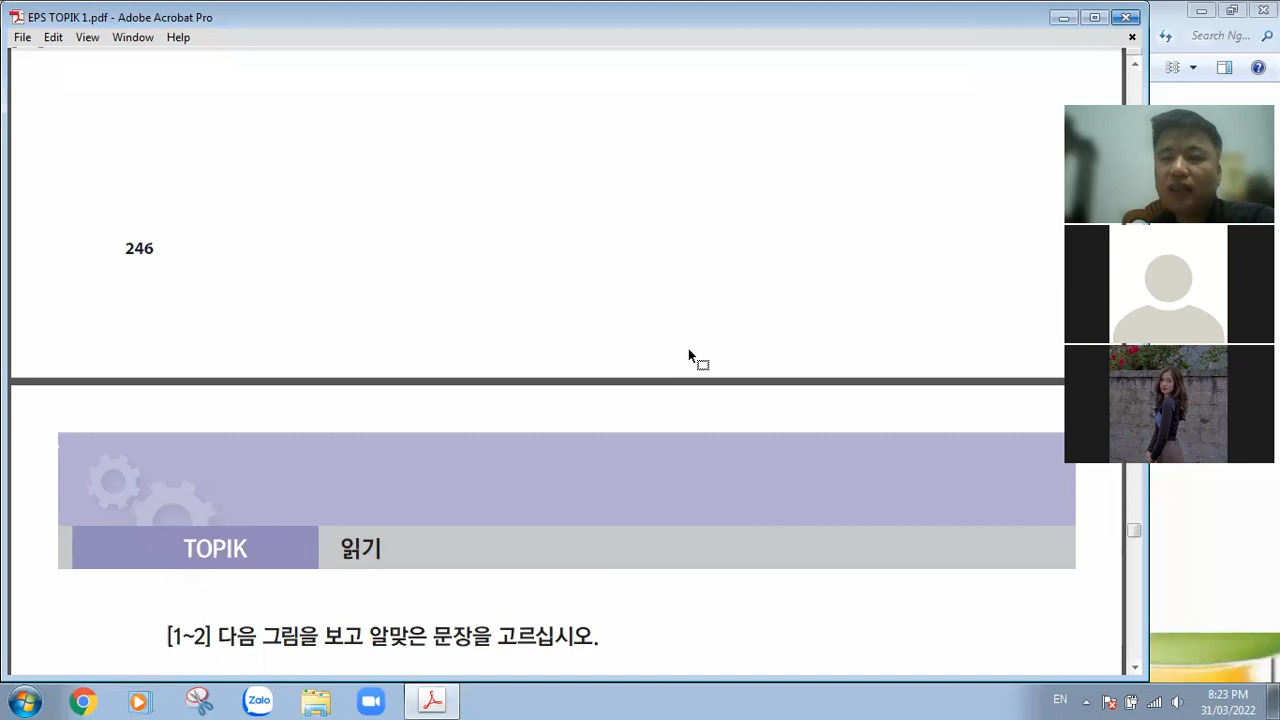 EPS TOPIK 1.pdf - Adobe Acrobat Pro
File Edit View Window Help
Search Ng...
246
TOPIK 읽기
[1~2] 다음 그림을 보고 알맞은 문장을 고르십시오.
Zalo
EN
8:23 PM
31/03/2022